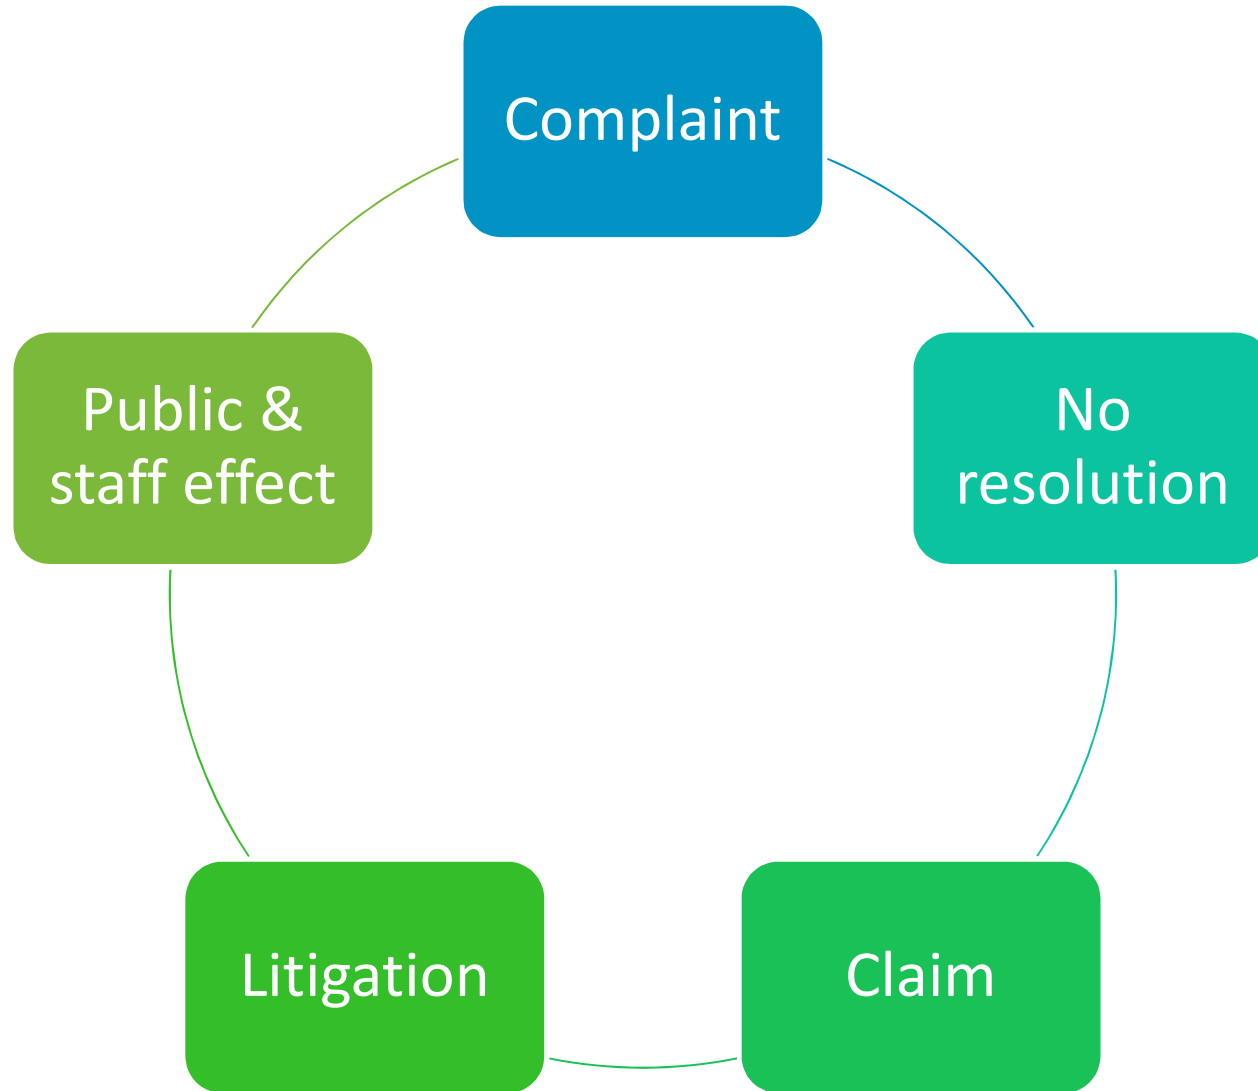 Complaint
No
resolution
Claim
Litigation
Public &
staff effect